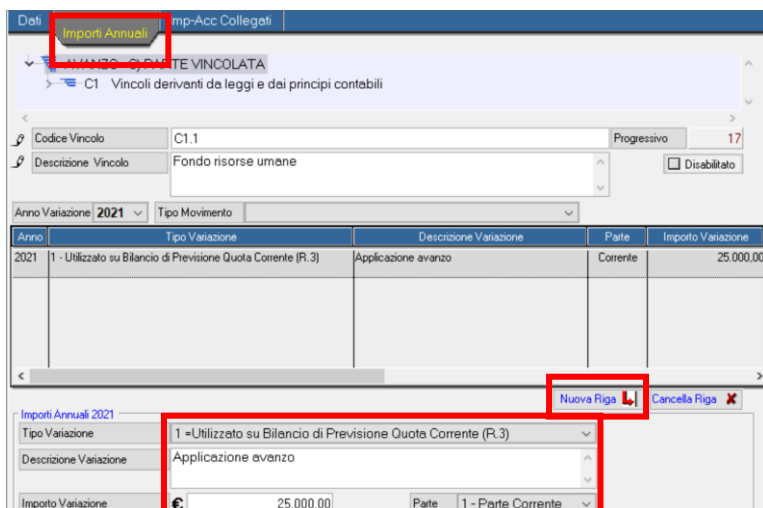 Dati Importi Annuali Imp-Acc Collegati
AVANZO - C) PARTE VINCOLATA
C1 Vincoli derivanti da leggi e dai principi contabili
Codice Vincolo C1.1 Progressivo 17
Descrizione Vincolo Fondo risorse umane Disabilitato
Anno Variazione 2021 Tipo Movimento
Anno Tipo Variazione Descrizione Variazione Parte Importo Variazione
2021 1 - Utilizzato su Bilancio di Previsione Quota Corrente (R.3) Applicazione avanzo Corrente 25.000,00
Nuova Riga Cancella Riga
Importi Annuali 2021
Tipo Variazione 1 =Utilizzato su Bilancio di Previsione Quota Corrente (R.3)
Descrizione Variazione Applicazione avanzo
Importo Variazione € 25.000,00 Parte 1 - Parte Corrente